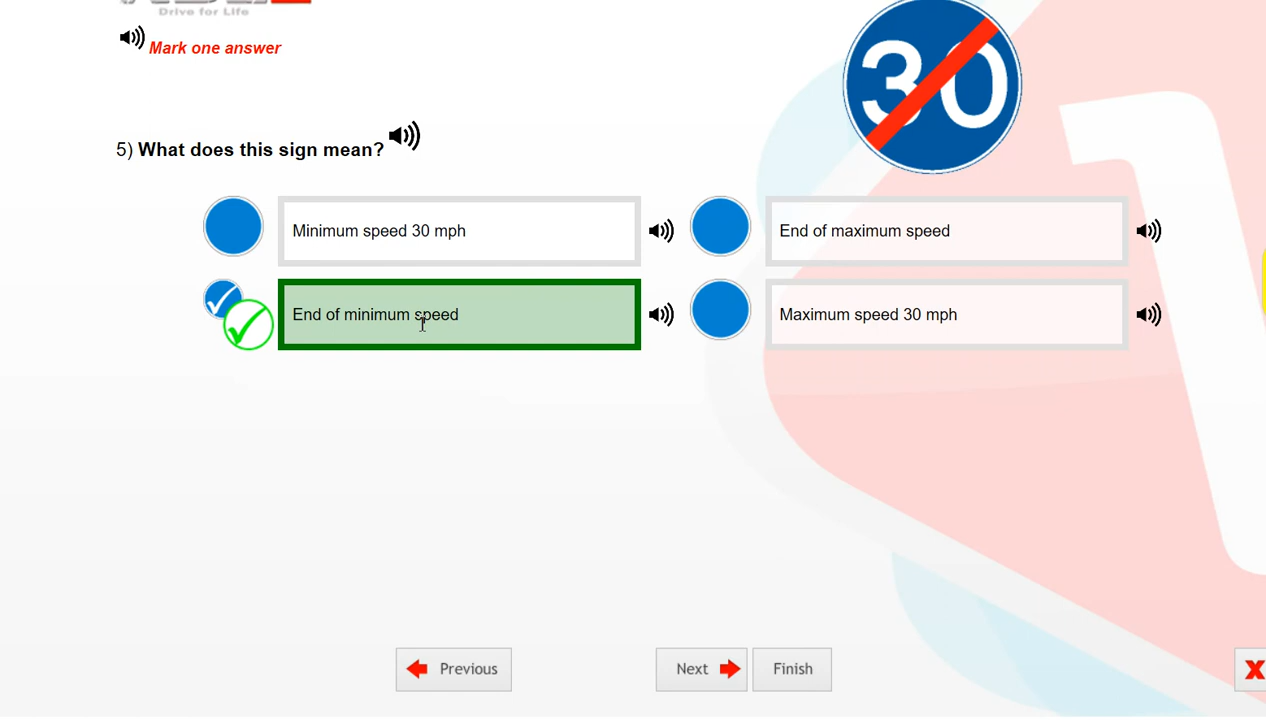 Drive for Life
Mark one answer
30
5) What does this sign mean?
Minimum speed 30 mph
End of maximum speed
End of minimum speed
Maximum speed 30 mph
Previous
Next
Finish
X